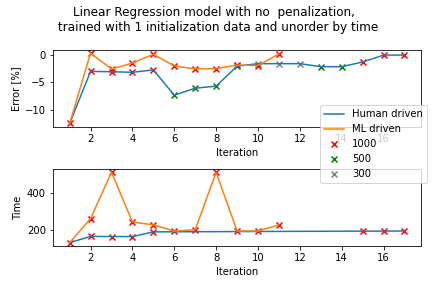 Linear Regression model with no  penalization,
trained with 1 initialization data and unorder by time
0
−5
−10
Error [%]
2 4 6 8 10 12 14 16
Iteration
Human driven
ML driven
1000
500
300
400
200
Time
2 4 6 8 10 12 14 16
Iteration